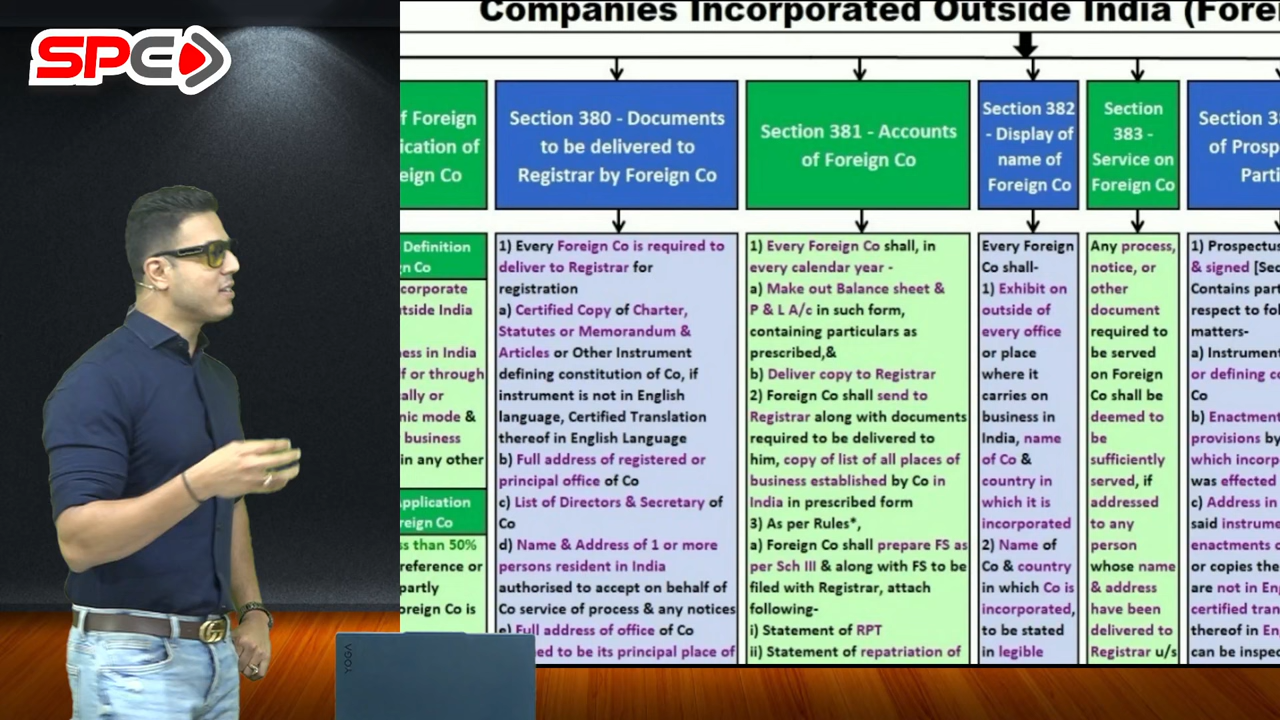 SPE
Companies Incorporated Outside India (Fore
f Foreign
ication of
eign Co
Section 380 - Documents
to be delivered to
Registrar by Foreign Co
Section 381 - Accounts
of Foreign Co
Section 382
- Display of
name of
Foreign Co
Section
383 -
Service on
Foreign Co
Section 3
of Prosp
Parti
Definition
n Co
corporate
tside India
ness in India
f or through
ally or
nic mode &
business
in any other
pplication
reign Co
ss than 50%
reference or
partly
oreign Co is
1) Every Foreign Co is required to
deliver to Registrar for
registration
a) Certified Copy of Charter,
Statutes or Memorandum &
Articles or Other Instrument
defining constitution of Co, if
instrument is not in English
language, Certified Translation
thereof in English Language
b) Full address of registered or
principal office of Co
c) List of Directors & Secretary of
Co
d) Name & Address of 1 or more
persons resident in India
authorised to accept on behalf of
Co service of process & any notices
e) Full address of office of Co
ed to be its principal place of
1) Every Foreign Co shall, in
every calendar year -
a) Make out Balance sheet &
P & L A/c in such form,
containing particulars as
prescribed,&
b) Deliver copy to Registrar
2) Foreign Co shall send to
Registrar along with documents
required to be delivered to
him, copy of list of all places of
business established by Co in
India in prescribed form
3) As per Rules*,
a) Foreign Co shall prepare FS as
per Sch III & along with FS to be
filed with Registrar, attach
following-
i) Statement of RPT
ii) Statement of repatriation of
Every Foreign
Co shall-
1) Exhibit on
outside of
every office
or place
where it
carries on
business in
India, name
of Co &
country in
which it is
incorporated
2) Name of
Co & country
in which Co is
incorporated,
to be stated
in legible
Any process,
notice, or
other
document
required to
be served
on Foreign
Co shall be
deemed to
be
sufficiently
served, if
addressed
to any
person
whose name
& address
have been
delivered to
Registrar u/s
1) Prospectu
& signed [Sec
Contains part
respect to fo
matters-
a) Instrument
or defining co
Co
b) Enactment
provisions by
which incorp
was effected
c) Address in
said instrume
enactments o
or copies the
are not in Eng
certified tran
thereof in En
can be inspec
YOGA